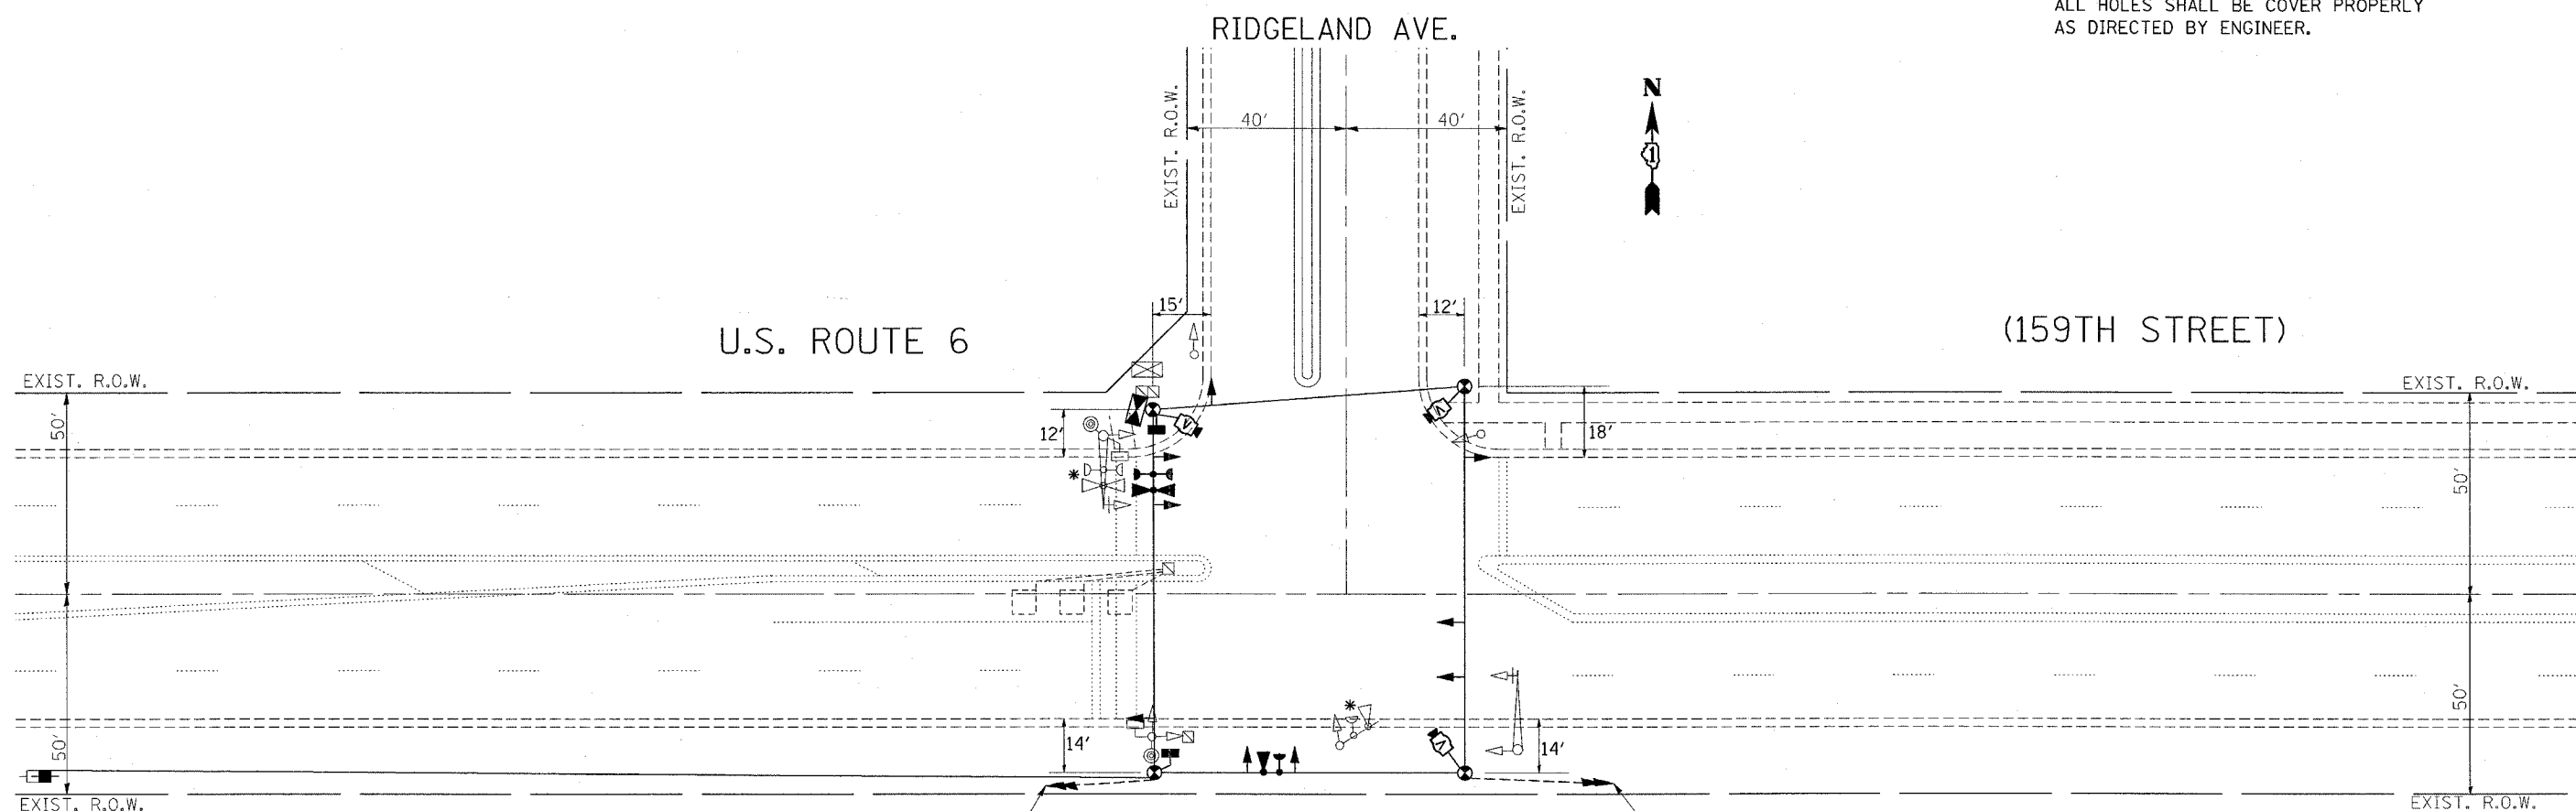 ALL HOLES SHALL BE COVER PROPERLY
AS DIRECTED BY ENGINEER.
RIDGELAND AVE.
N
1
EXIST. R.O.W.
40'
40'
EXIST. R.O.W.
15'
12'
U.S. ROUTE 6
(159TH STREET)
EXIST. R.O.W.
EXIST. R.O.W.
50'
12'
V
V
18'
50'
*
50'
14'
*
V
14'
50'
EXIST. R.O.W.
EXIST. R.O.W.